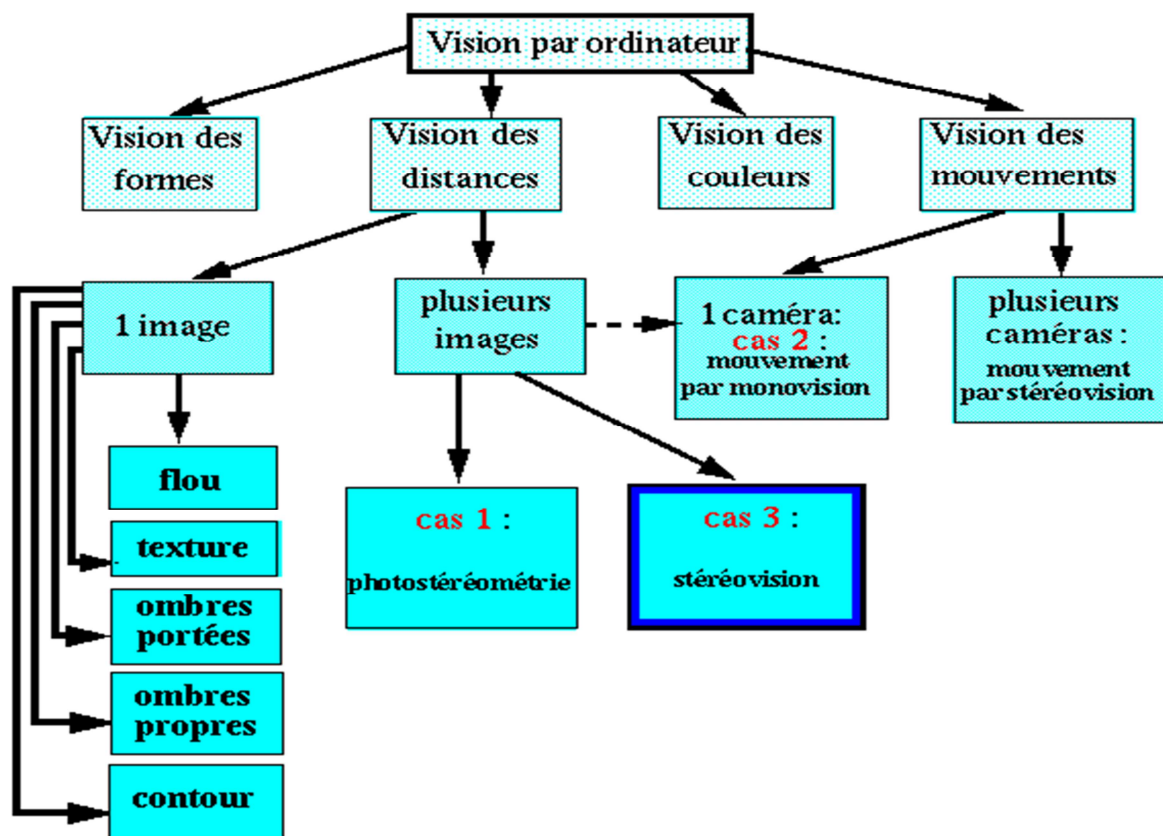 Vision par ordinateur
Vision des
formes
Vision des
distances
Vision des
couleurs
Vision des
mouvements
1 image
plusieurs
images
1 caméra:
cas 2 :
mouvement
par monovision
plusieurs
caméras :
mouvement
par stéréovision
flou
texture
ombres
portées
ombres
propres
contour
cas 1 :
photostéréométrie
cas 3 :
stéréovision